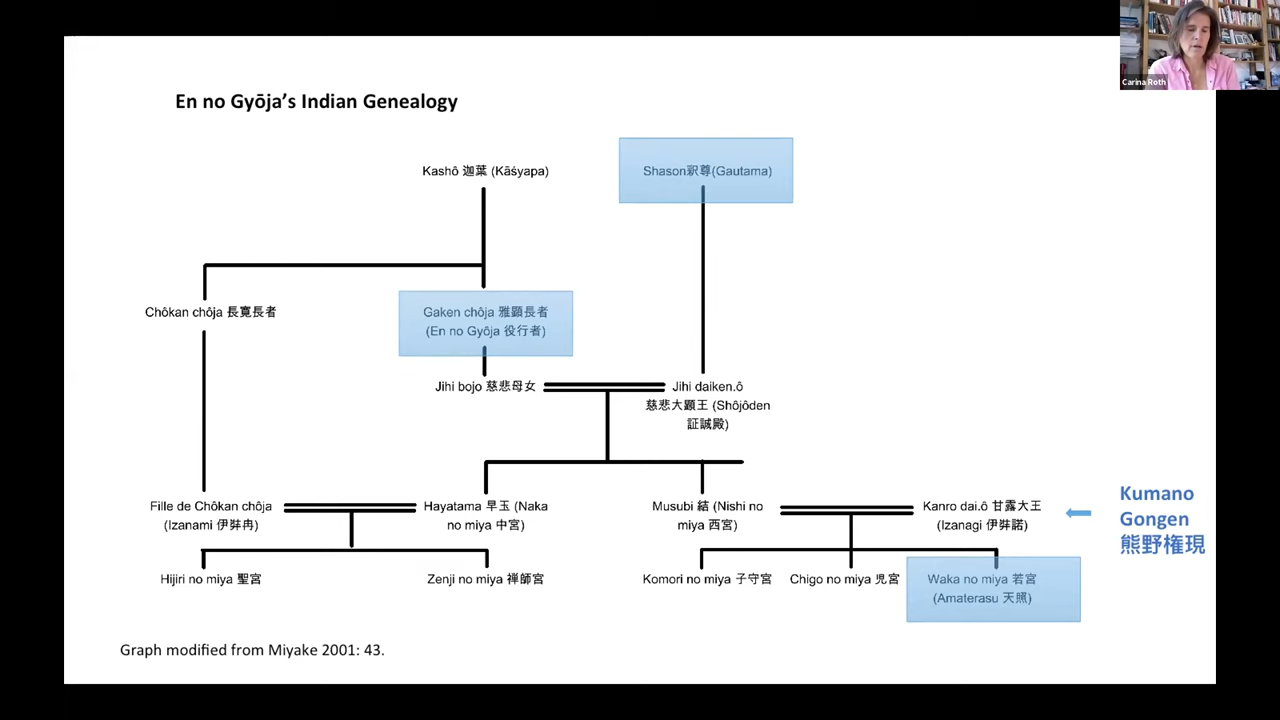 Carina Roth
En no Gyōja's Indian Genealogy
Kashô 迦葉 (Kāśyapa)
Shason釈尊(Gautama)
Chôkan chôja 長寛長者
Gaken chôja 雅顕長者
(En no Gyōja 役行者)
Jihi bojo 慈悲母女
Jihi daiken.ô
慈悲大顕王 (Shôjôden
証誠殿)
Fille de Chôkan chôja
(Izanami 伊弉冉)
Hayatama 早玉 (Naka
no miya 中宮)
Musubi 結 (Nishi no
miya 西宮)
Kanro dai.ô 甘露大王
(Izanagi 伊弉諾)
Kumano
Gongen
熊野権現
Hijiri no miya 聖宮
Zenji no miya 禅師宮
Komori no miya 子守宮
Chigo no miya 児宮
Waka no miya 若宮
(Amaterasu 天照)
Graph modified from Miyake 2001: 43.